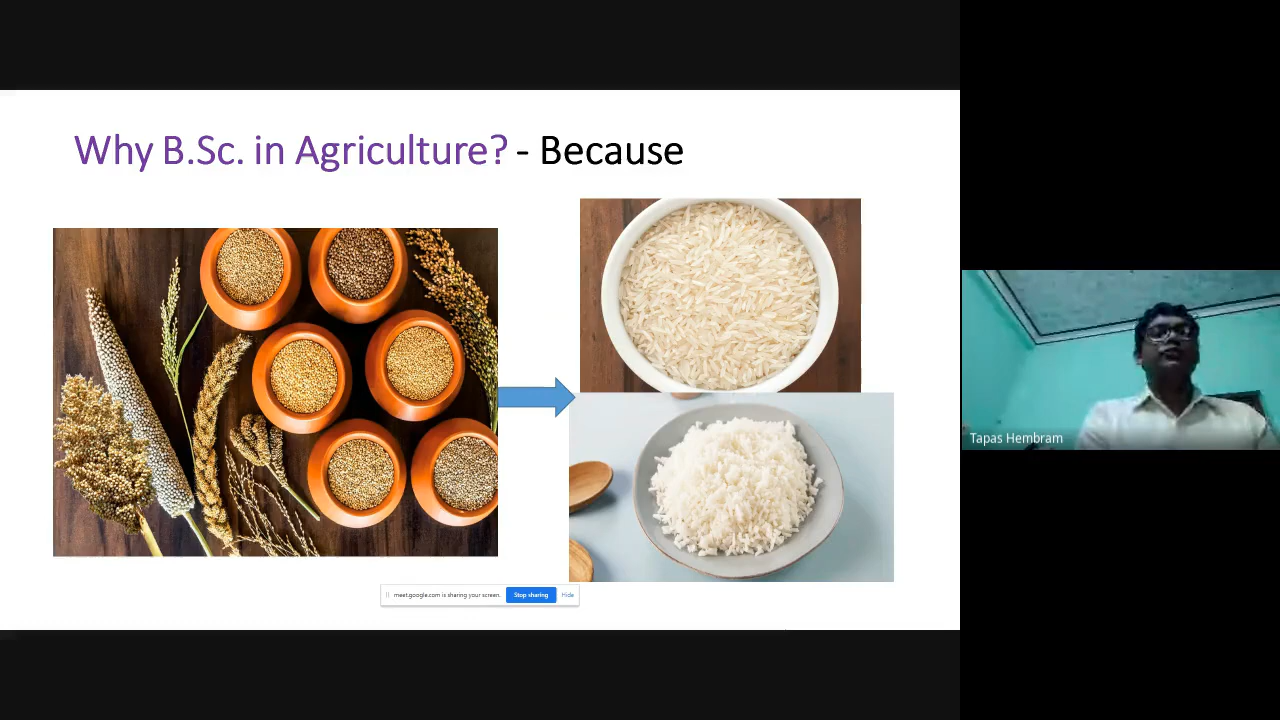 Why B.Sc. in Agriculture? - Because
meet.google.com is sharing your screen.
Stop sharing
Hide
Tapas Hembram